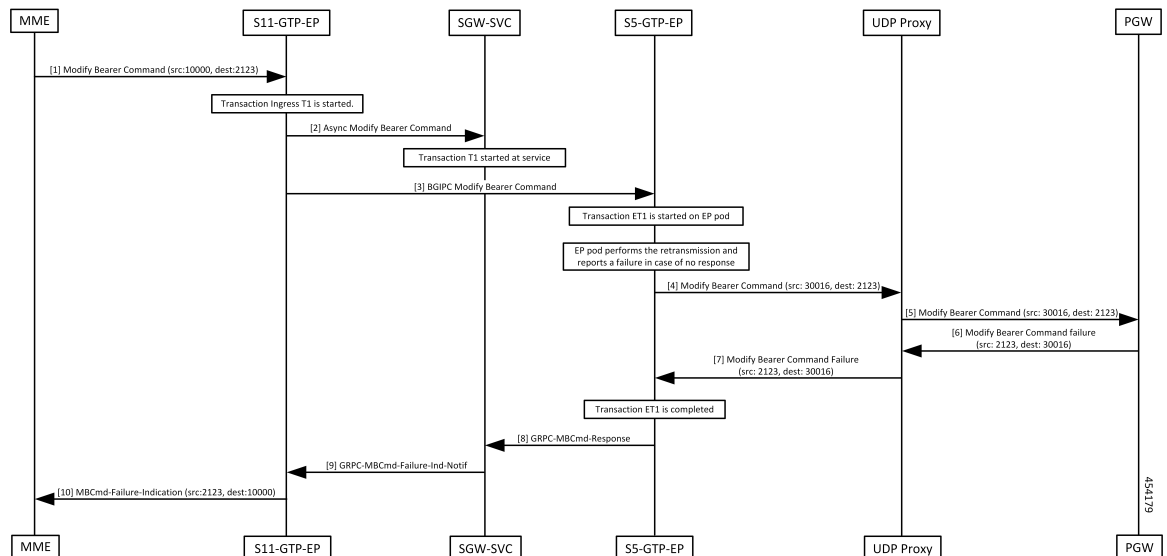 MME
S11-GTP-EP
SGW-SVC
S5-GTP-EP
UDP Proxy
PGW
[1] Modify Bearer Command (src:10000, dest:2123)
Transaction Ingress T1 is started.
[2] Async Modify Bearer Command
Transaction T1 started at service
[3] BGIPC Modify Bearer Command
Transaction ET1 is started on EP pod
EP pod performs the retransmission and
reports a failure in case of no response
[4] Modify Bearer Command (src: 30016, dest: 2123)
[5] Modify Bearer Command (src: 30016, dest: 2123)
[6] Modify Bearer Command failure
(src: 2123, dest: 30016)
[7] Modify Bearer Command Failure
(src: 2123, dest: 30016)
Transaction ET1 is completed
[8] GRPC-MBCmd-Response
[9] GRPC-MBCmd-Failure-Ind-Notif
[10] MBCmd-Failure-Indication (src:2123, dest:10000)
454179
MME
S11-GTP-EP
SGW-SVC
S5-GTP-EP
UDP Proxy
PGW